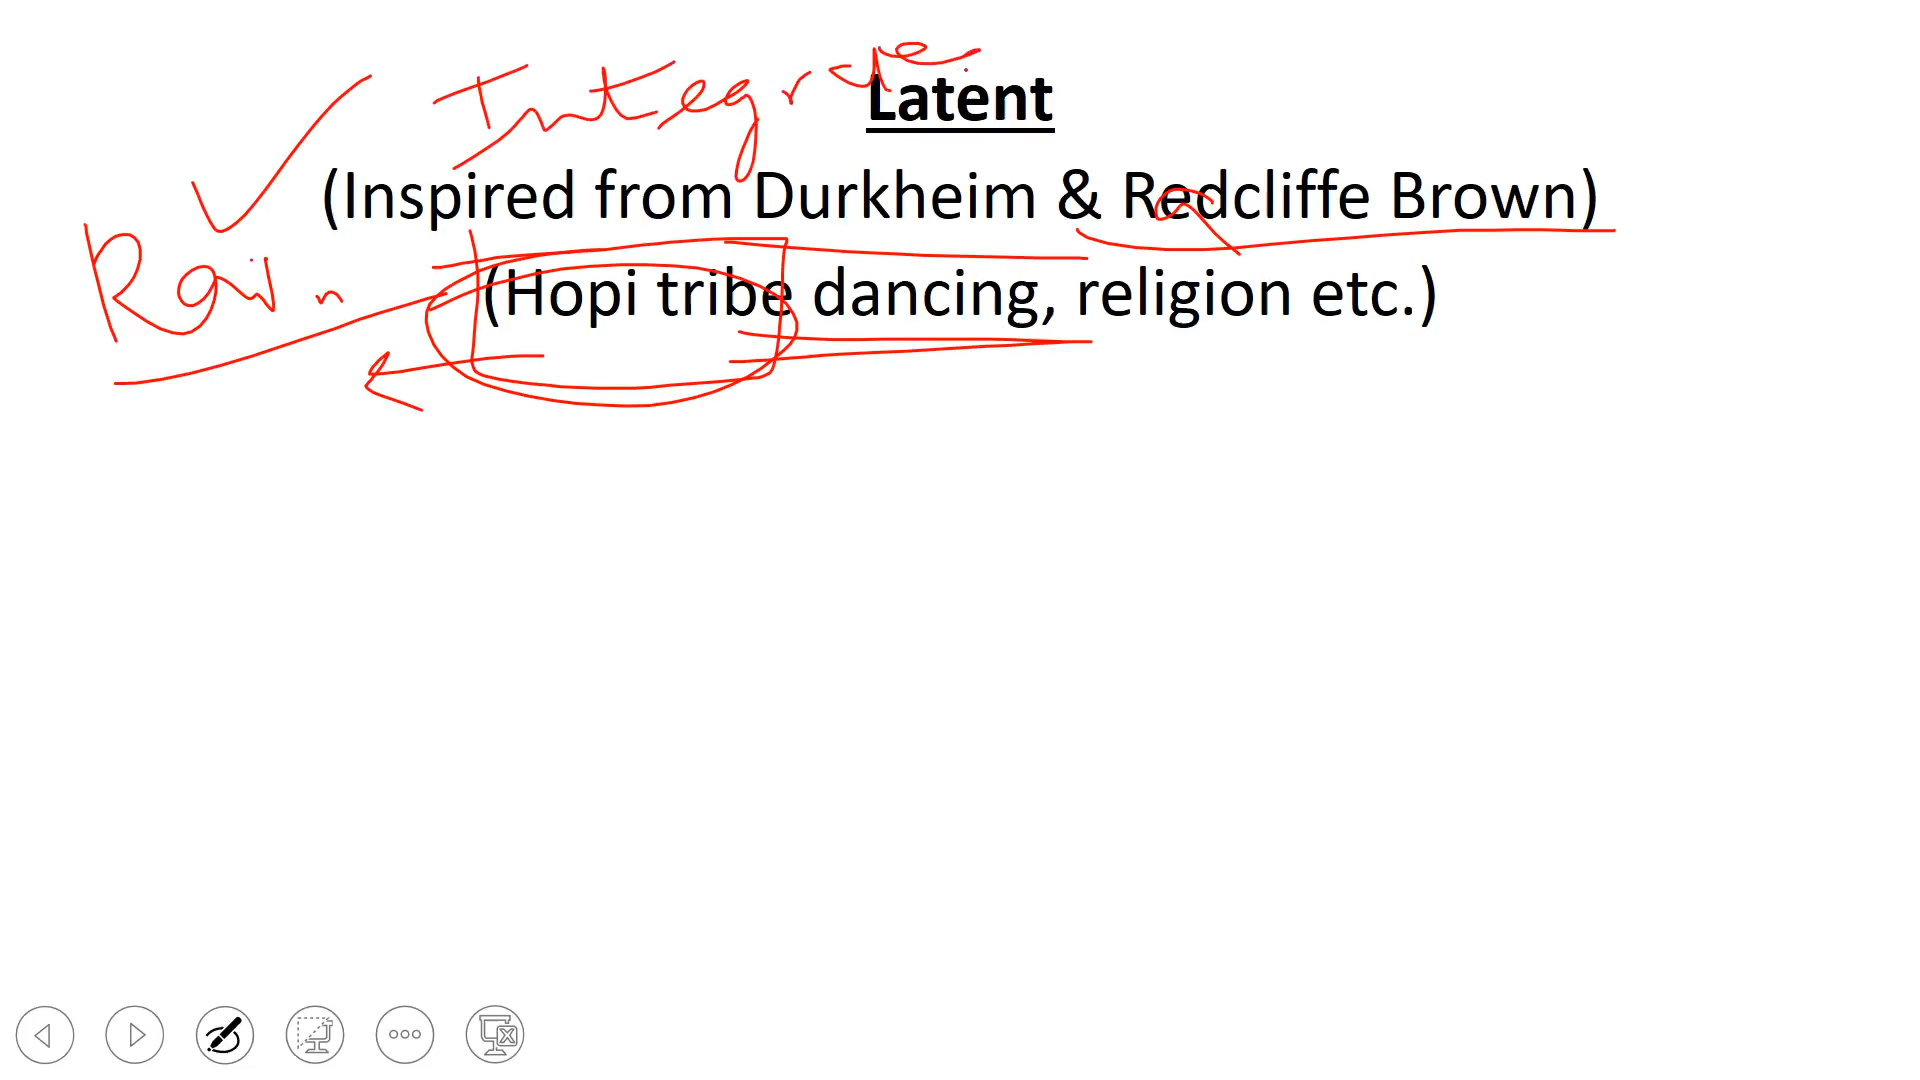 Integrate
Latent
(Inspired from Durkheim & Redcliffe Brown)
a
Rain
(Hopi tribe dancing, religion etc.)